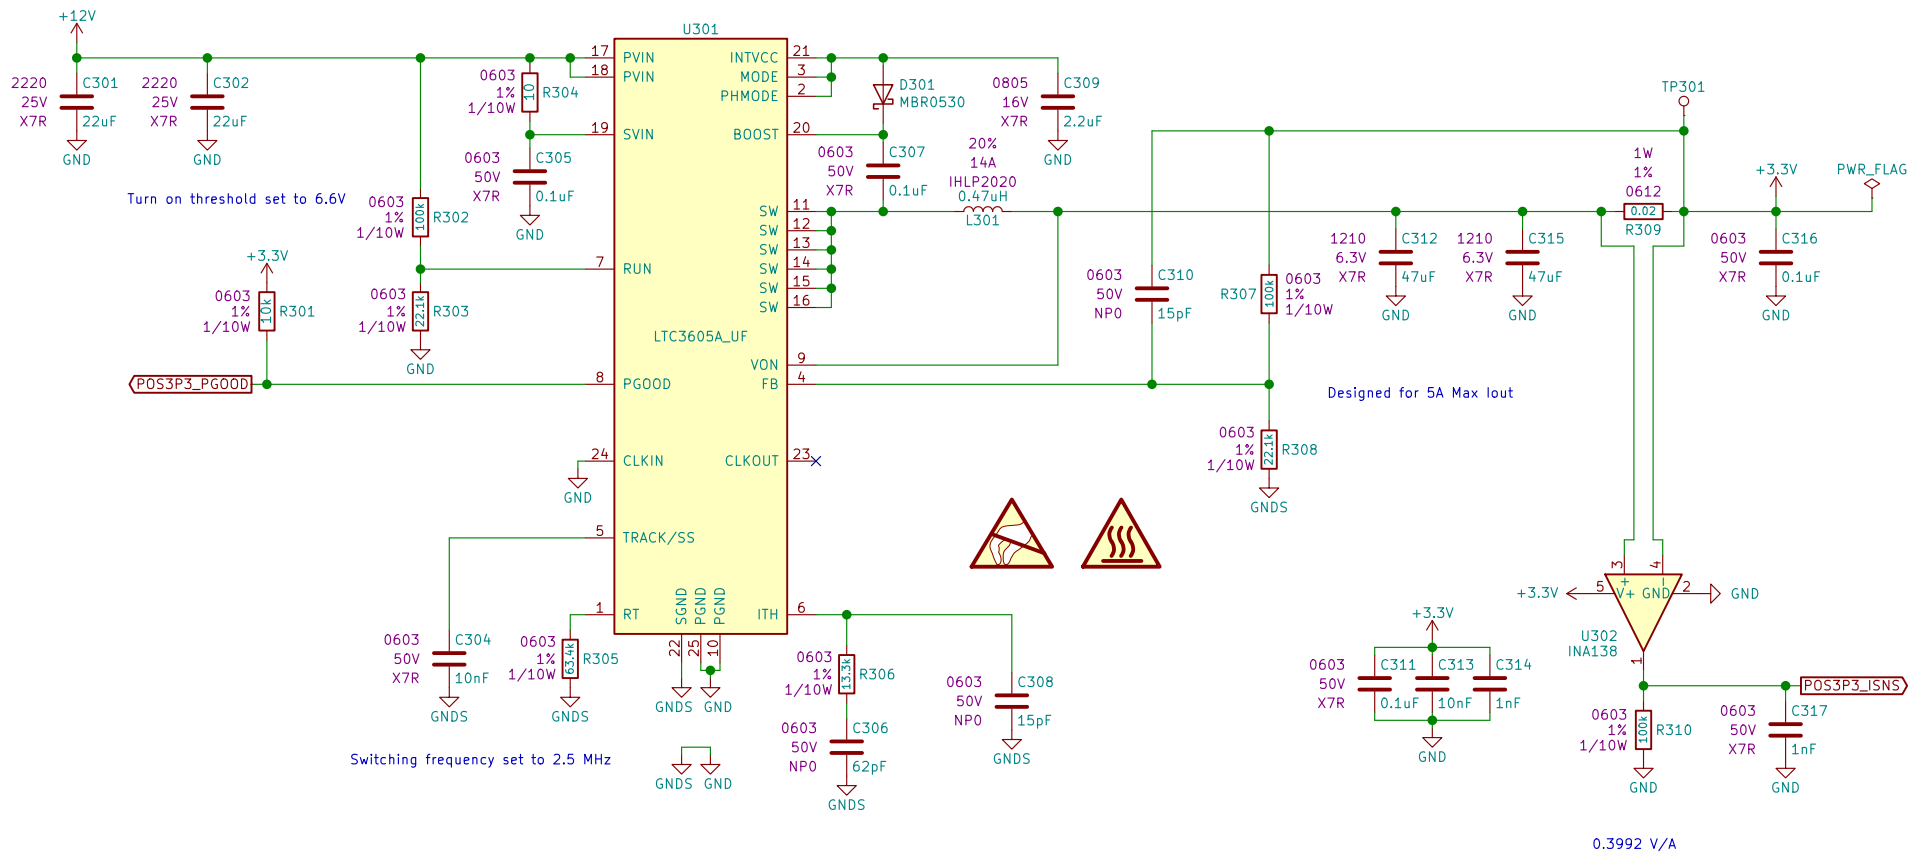 +12V
2220
25V
X7R
C301
22uF
GND
2220
25V
X7R
C302
22uF
GND
Turn on threshold set to 6.6V
0603
1%
1/10W
100k
R302
0603
1%
1/10W
10
R304
0603
50V
X7R
C305
0.1uF
GND
+3.3V
0603
1%
1/10W
10k
R301
0603
1%
1/10W
22.1k
R303
GND
POS3P3_PGOOD
GND
0603
50V
X7R
C304
10nF
GNDS
0603
1%
1/10W
63.4k
R305
GNDS
Switching frequency set to 2.5 MHz
U301
17 PVIN
18 PVIN
19 SVIN
7 RUN
8 PGOOD
24 CLKIN
5 TRACK/SS
1 RT
INTVCC 21
MODE 3
PHMODE 2
BOOST 20
SW 11
SW 12
SW 13
SW 14
SW 15
SW 16
LTC3605A_UF
VON 9
FB 4
CLKOUT 23
ITH 6
SGND 22
PGND 25
PGND 10
GNDS
GND
GNDS
GND
D301
MBR0530
0805
16V
X7R
C309
2.2uF
GND
0603
50V
X7R
C307
0.1uF
20%
14A
IHLP2020
0.47uH
L301
0603
50V
NP0
C310
15pF
R307
100k
0603
1%
1/10W
0603
1%
1/10W
22.1k
R308
GNDS
0603
1%
1/10W
13.3k
R306
0603
50V
NP0
C306
62pF
GNDS
0603
50V
NP0
C308
15pF
GNDS
1210
6.3V
X7R
C312
47uF
GND
1210
6.3V
X7R
C315
47uF
GND
Designed for 5A Max Iout
TP301
1W
1%
0612
0.02
R309
+3.3V
PWR_FLAG
0603
50V
X7R
C316
0.1uF
GND
+3.3V
5 V+
3 +
4 -
GND 2
GND
U302
INA138
1
POS3P3_ISNS
0603
1%
1/10W
100k
R310
GND
0603
50V
X7R
C317
1nF
GND
+3.3V
0603
50V
X7R
C311
0.1uF
C313
10nF
C314
1nF
GND
0.3992 V/A